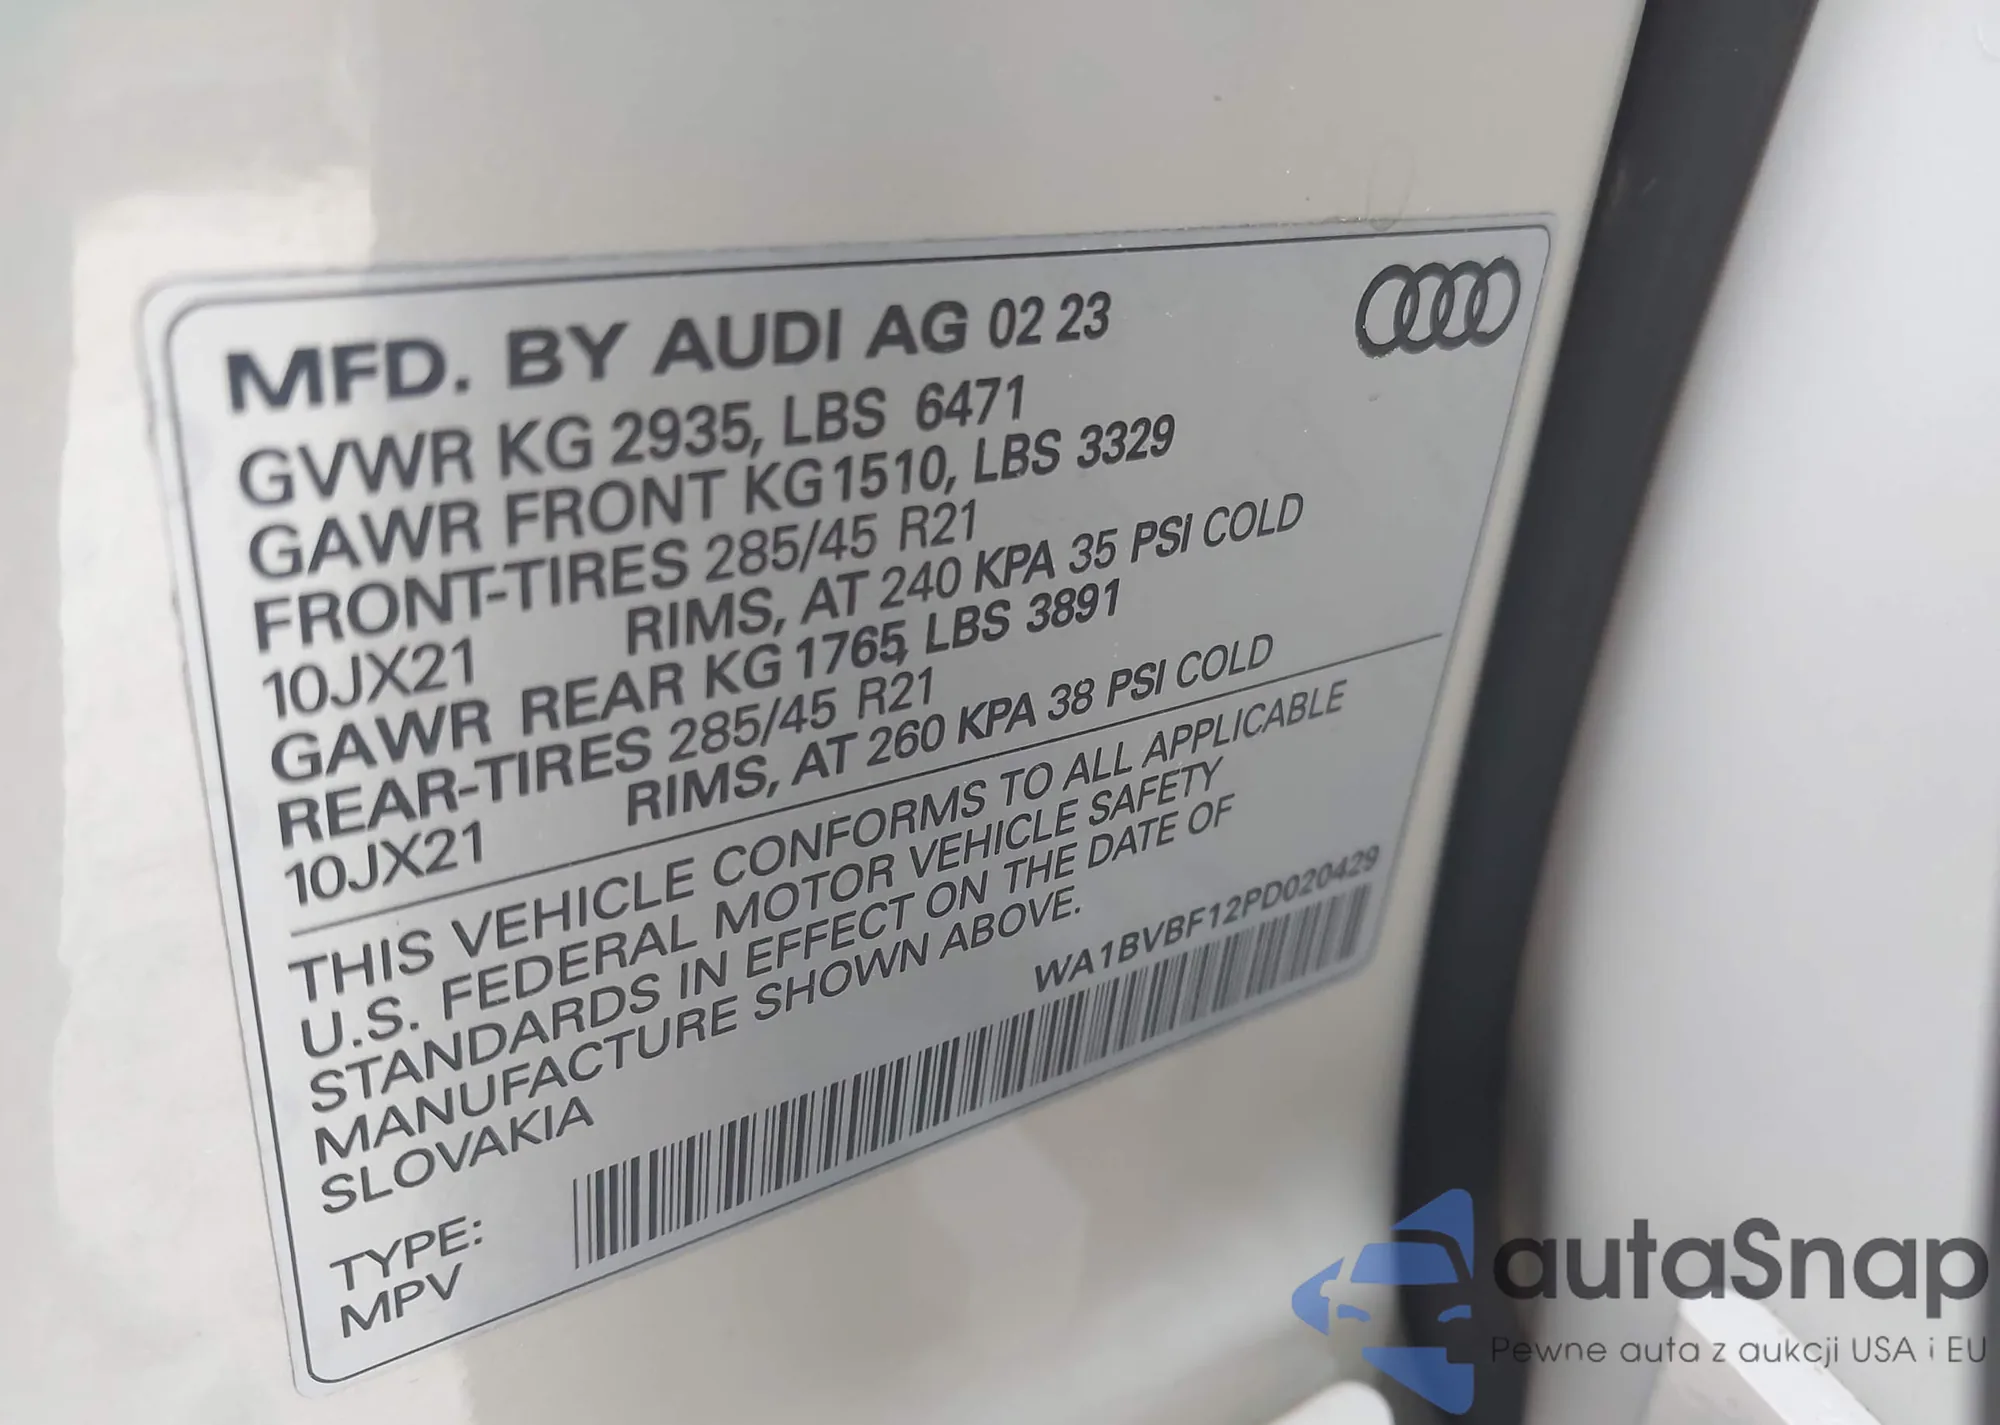 MFD. BY AUDI AG 02 23
GVWR KG 2935, LBS 6471
GAWR FRONT KG 1510, LBS 3329
FRONT-TIRES 285/45 R21
10JX21 RIMS, AT 240 KPA 35 PSI COLD
GAWR REAR KG 1765, LBS 3891
REAR-TIRES 285/45 R21
10JX21 RIMS, AT 260 KPA 38 PSI COLD
THIS VEHICLE CONFORMS TO ALL APPLICABLE
U.S. FEDERAL MOTOR VEHICLE SAFETY
STANDARDS IN EFFECT ON THE DATE OF
MANUFACTURE SHOWN ABOVE.
SLOVAKIA
WA1BVBF12PD020429
TYPE:
MPV
autaSnap
Pewne auta z aukcji USA i EU